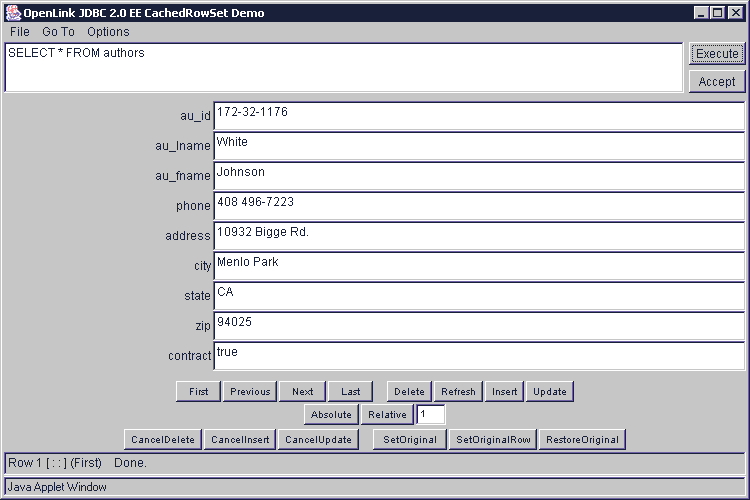 OpenLink JDBC 2.0 EE CachedRowSet Demo
File Go To Options
SELECT * FROM authors
Execute
Accept
au_id 172-32-1176
au_lname White
au_fname Johnson
phone 408 496-7223
address 10932 Bigge Rd.
city Menlo Park
state CA
zip 94025
contract true
First Previous Next Last Delete Refresh Insert Update
Absolute Relative 1
CancelDelete CancelInsert CancelUpdate SetOriginal SetOriginalRow RestoreOriginal
Row 1 [ : : ] (First) Done.
Java Applet Window